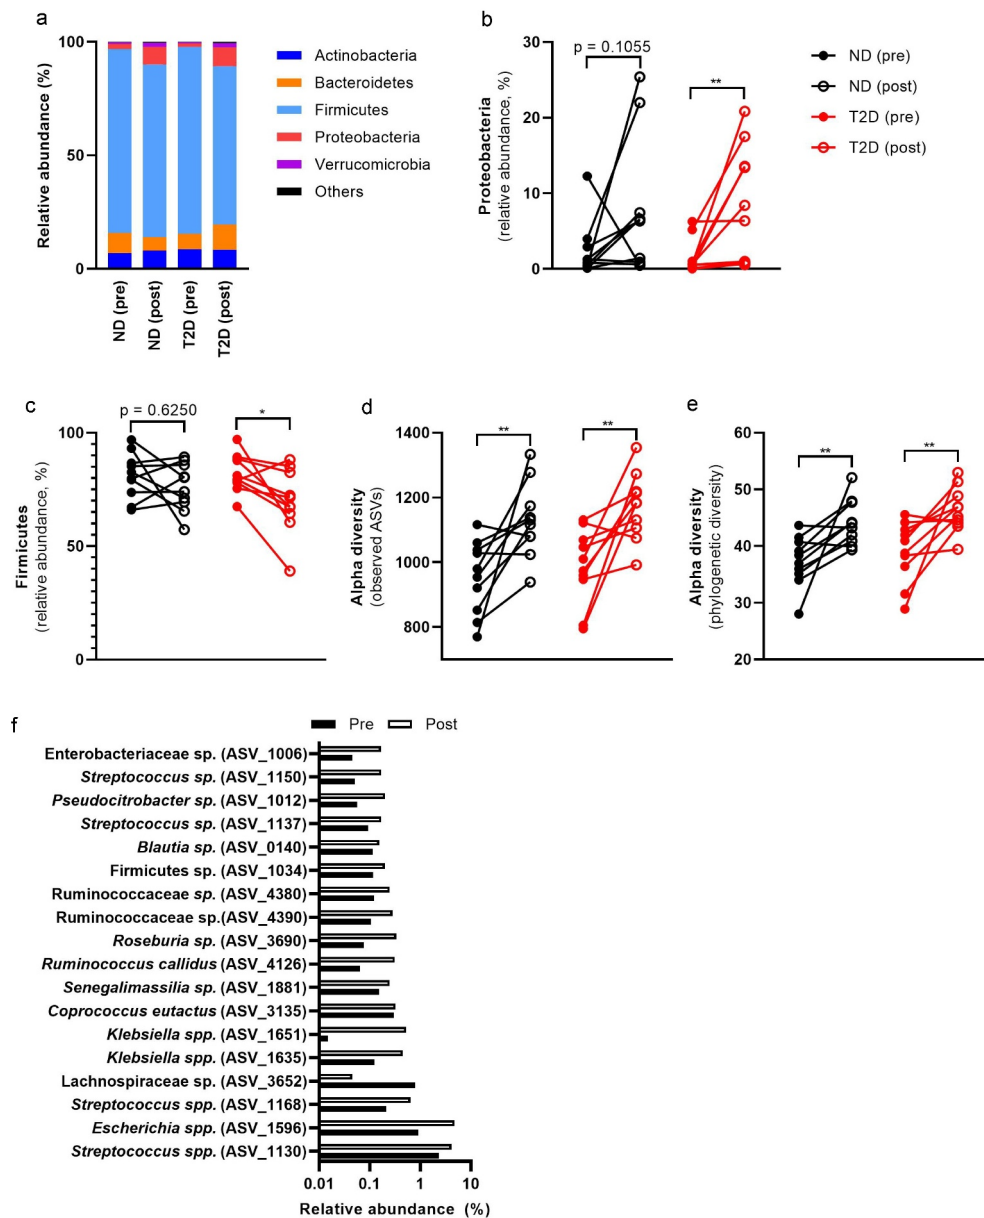 a
Relative abundance (%)
100
50
0
ND (pre)
ND (post)
T2D (pre)
T2D (post)
Actinobacteria
Bacteroidetes
Firmicutes
Proteobacteria
Verrucomicrobia
Others
b
Proteobacteria
(relative abundance, %)
30
20
10
0
p = 0.1055
**
ND (pre)
ND (post)
T2D (pre)
T2D (post)
c
Firmicutes
(relative abundance, %)
100
50
0
p = 0.6250
*
d
Alpha diversity
(observed ASVs)
1400
1200
1000
800
**
**
e
Alpha diversity
(phylogenetic diversity)
60
50
40
30
20
**
**
f
Pre
Post
Enterobacteriaceae sp. (ASV_1006)
Streptococcus sp. (ASV_1150)
Pseudocitrobacter sp. (ASV_1012)
Streptococcus sp. (ASV_1137)
Blautia sp. (ASV_0140)
Firmicutes sp. (ASV_1034)
Ruminococcaceae sp. (ASV_4380)
Ruminococcaceae sp.(ASV_4390)
Roseburia sp. (ASV_3690)
Ruminococcus callidus (ASV_4126)
Senegalimassilia sp. (ASV_1881)
Coprococcus eutactus (ASV_3135)
Klebsiella spp. (ASV_1651)
Klebsiella spp. (ASV_1635)
Lachnospiraceae sp. (ASV_3652)
Streptococcus spp. (ASV_1168)
Escherichia spp. (ASV_1596)
Streptococcus spp. (ASV_1130)
0.01 0.1 1 10
Relative abundance (%)